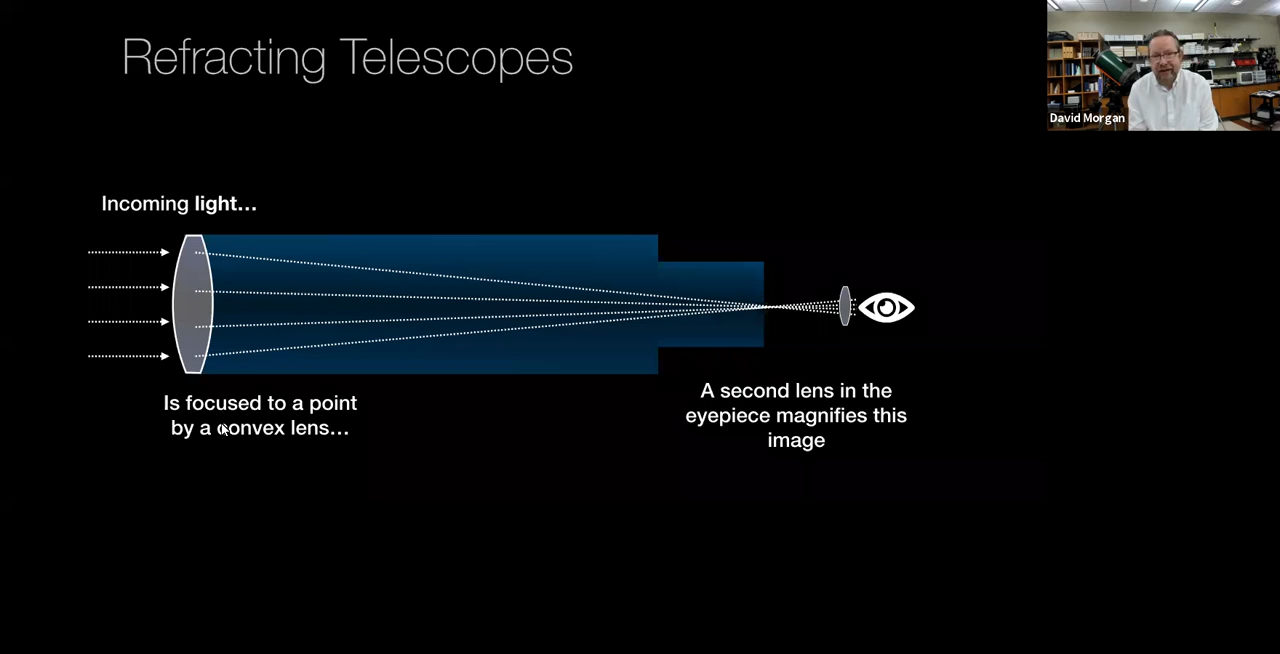 Refracting Telescopes
David Morgan
Incoming light...
Is focused to a point
by a convex lens...
A second lens in the
eyepiece magnifies this
image